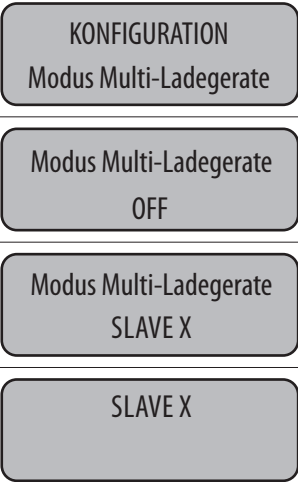 KONFIGURATION
Modus Multi-Ladegerate
Modus Multi-Ladegerate
OFF
Modus Multi-Ladegerate
SLAVE X
SLAVE X